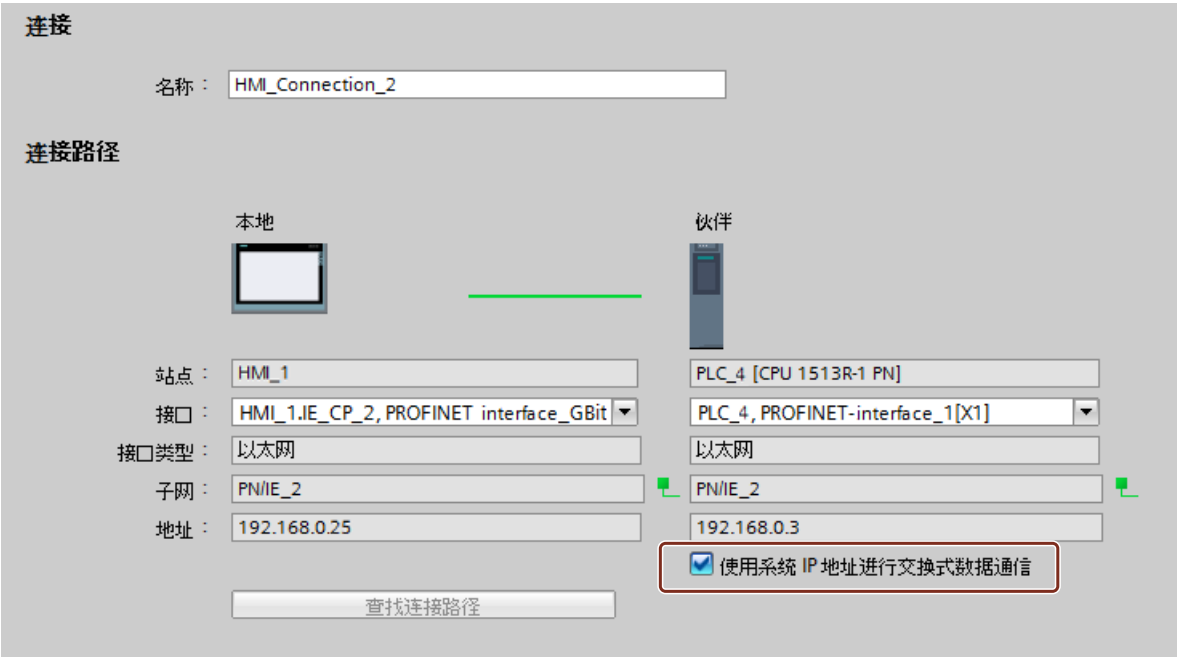 连接
名称： HMI_Connection_2
连接路径
本地 伙伴
站点： HMI_1 PLC_4 [CPU 1513R-1 PN]
接口： HMI_1.IE_CP_2, PROFINET interface_GBit PLC_4, PROFINET-interface_1[X1]
接口类型： 以太网 以太网
子网： PN/IE_2 PN/IE_2
地址： 192.168.0.25 192.168.0.3
使用系统 IP 地址进行交换式数据通信
查找连接路径